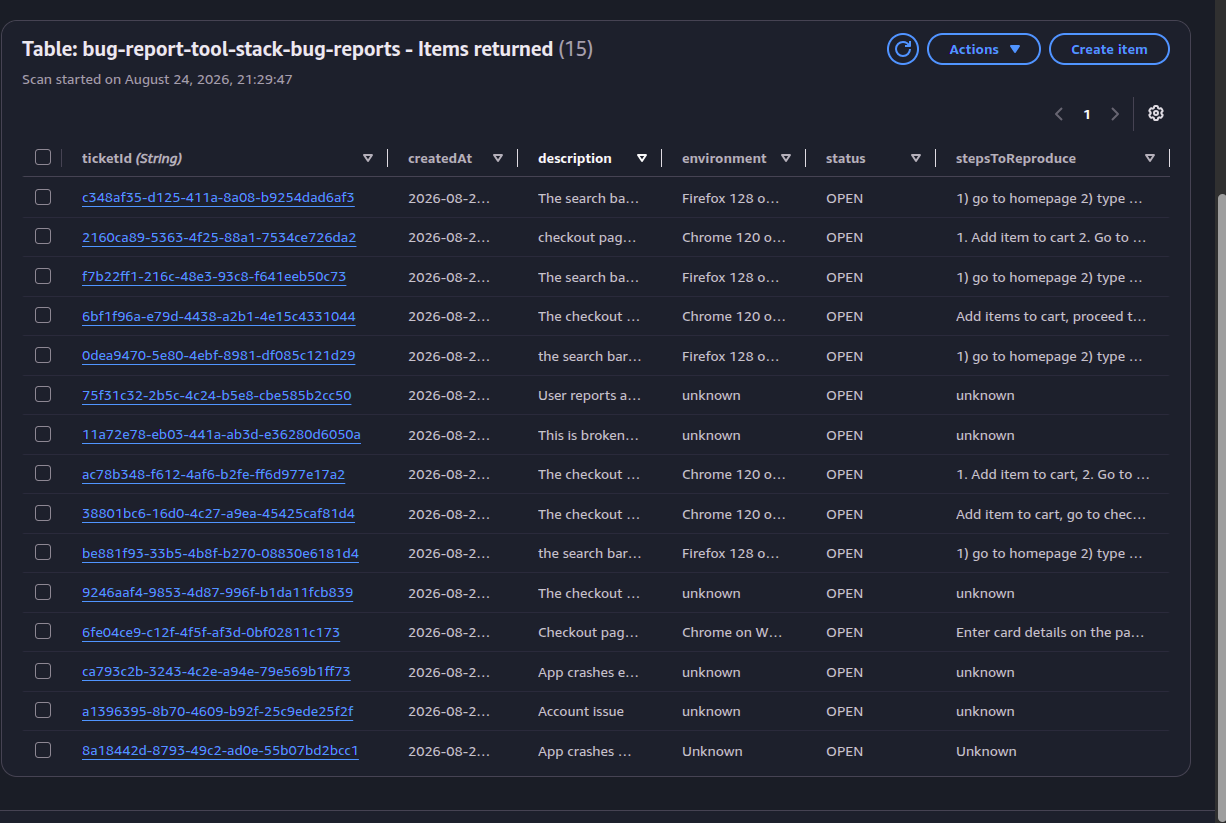 Table: bug-report-tool-stack-bug-reports - Items returned (15)
Actions
Create item
Scan started on August 24, 2026, 21:29:47
1
ticketId (String) createdAt description environment status stepsToReproduce
c348af35-d125-411a-8a08-b9254dad6af3 2026-08-2… The search ba… Firefox 128 o… OPEN 1) go to homepage 2) type …
2160ca89-5363-4f25-88a1-7534ce726da2 2026-08-2… checkout pag… Chrome 120 o… OPEN 1. Add item to cart 2. Go to …
f7b22ff1-216c-48e3-93c8-f641eeb50c73 2026-08-2… The search ba… Firefox 128 o… OPEN 1) go to homepage 2) type …
6bf1f96a-e79d-4438-a2b1-4e15c4331044 2026-08-2… The checkout … Chrome 120 o… OPEN Add items to cart, proceed t…
0dea9470-5e80-4ebf-8981-df085c121d29 2026-08-2… the search bar… Firefox 128 o… OPEN 1) go to homepage 2) type …
75f31c32-2b5c-4c24-b5e8-cbe585b2cc50 2026-08-2… User reports a… unknown OPEN unknown
11a72e78-eb03-441a-ab3d-e36280d6050a 2026-08-2… This is broken… unknown OPEN unknown
ac78b348-f612-4af6-b2fe-ff6d977e17a2 2026-08-2… The checkout … Chrome 120 o… OPEN 1. Add item to cart, 2. Go to …
38801bc6-16d0-4c27-a9ea-45425caf81d4 2026-08-2… The checkout … Chrome 120 o… OPEN Add item to cart, go to chec…
be881f93-33b5-4b8f-b270-08830e6181d4 2026-08-2… the search bar… Firefox 128 o… OPEN 1) go to homepage 2) type …
9246aaf4-9853-4d87-996f-b1da11fcb839 2026-08-2… The checkout … unknown OPEN unknown
6fe04ce9-c12f-4f5f-af3d-0bf02811c173 2026-08-2… Checkout pag… Chrome on W… OPEN Enter card details on the pa…
ca793c2b-3243-4c2e-a94e-79e569b1ff73 2026-08-2… App crashes e… unknown OPEN unknown
a1396395-8b70-4609-b92f-25c9ede25f2f 2026-08-2… Account issue unknown OPEN unknown
8a18442d-8793-49c2-ad0e-55b07bd2bcc1 2026-08-2… App crashes … Unknown OPEN Unknown